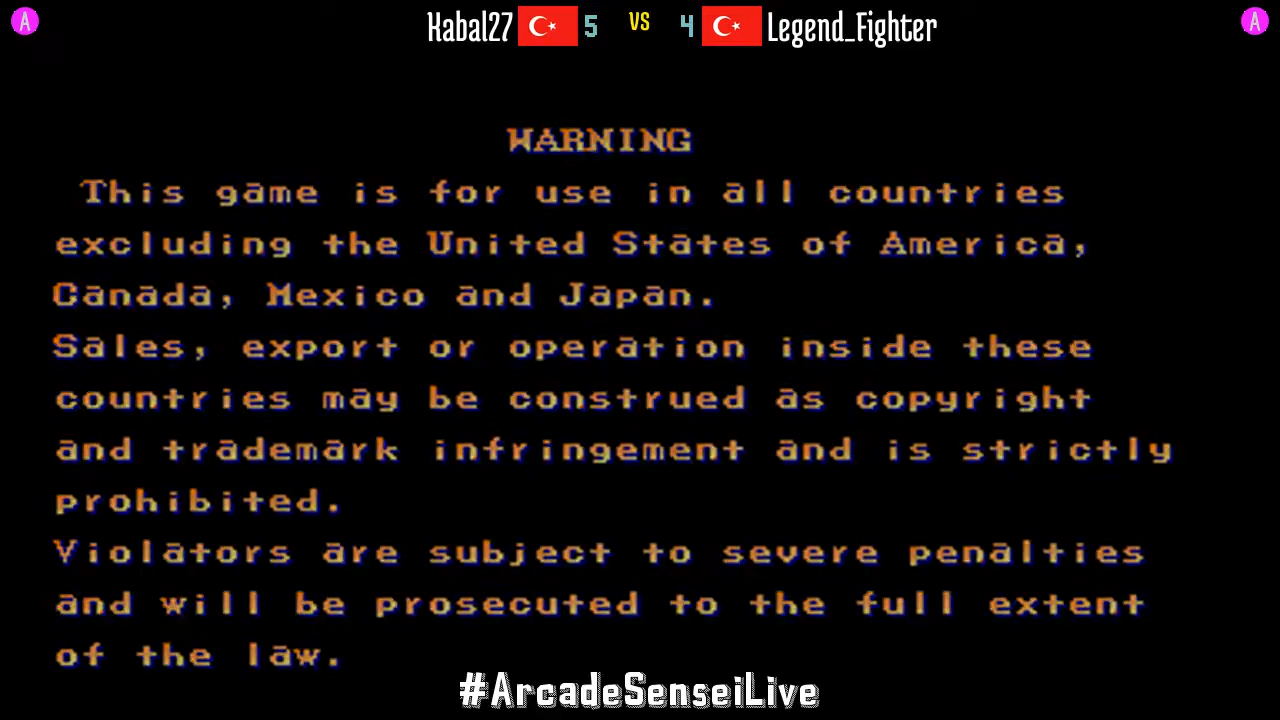 A Kabal27 5 VS 4 Legend_Fighter A
WARNING
This game is for use in all countries
excluding the United States of America,
Canada, Mexico and Japan.
Sales, export or operation inside these
countries may be construed as copyright
and trademark infringement and is strictly
prohibited.
Violators are subject to severe penalties
and will be prosecuted to the full extent
of the law.
#ArcadeSenseiLive